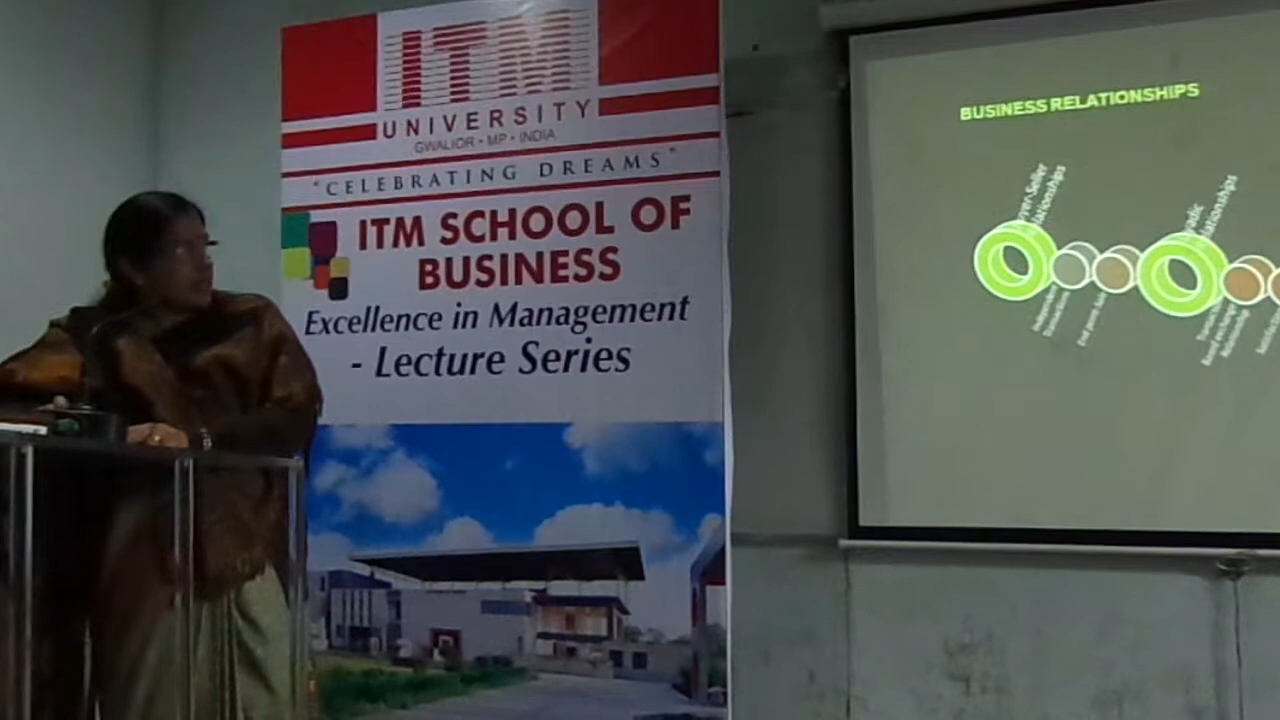 ITM
UNIVERSITY
GWALIOR • MP • INDIA
"CELEBRATING DREAMS"
ITM SCHOOL OF
BUSINESS
Excellence in Management
- Lecture Series
BUSINESS RELATIONSHIPS